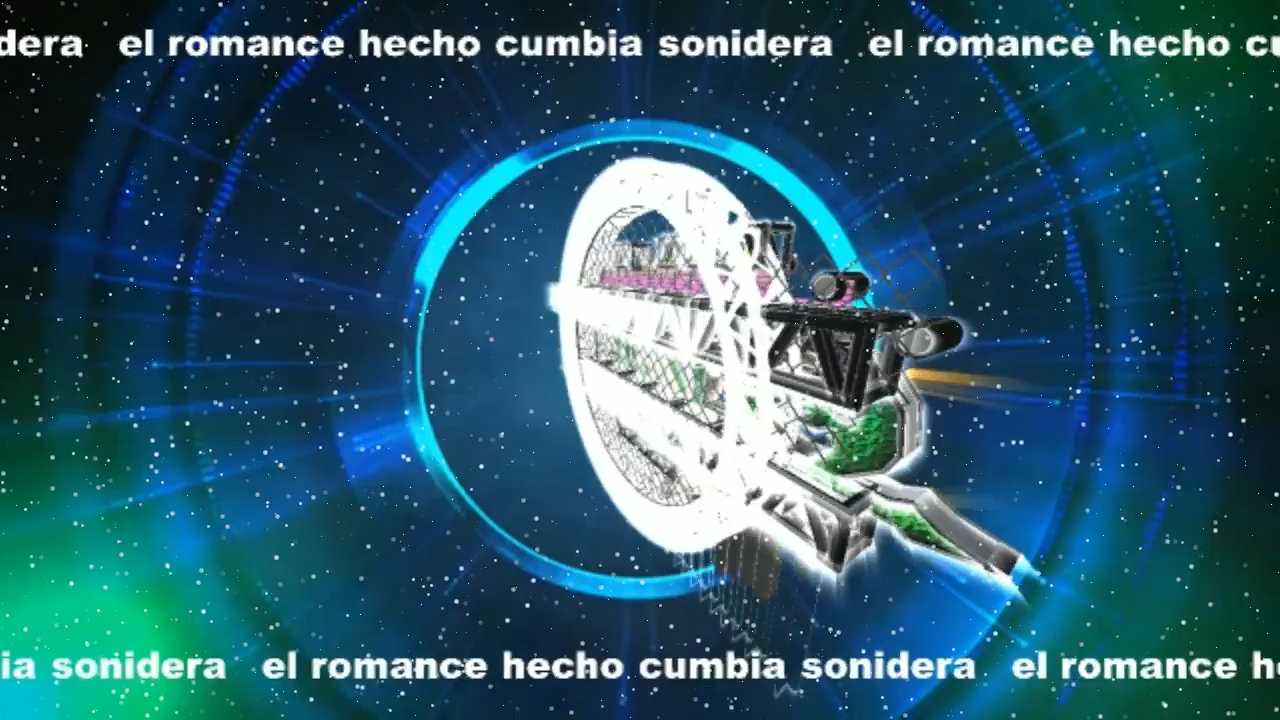 dera el romance hecho cumbia sonidera el romance hecho cu
ia sonidera el romance hecho cumbia sonidera el romance h